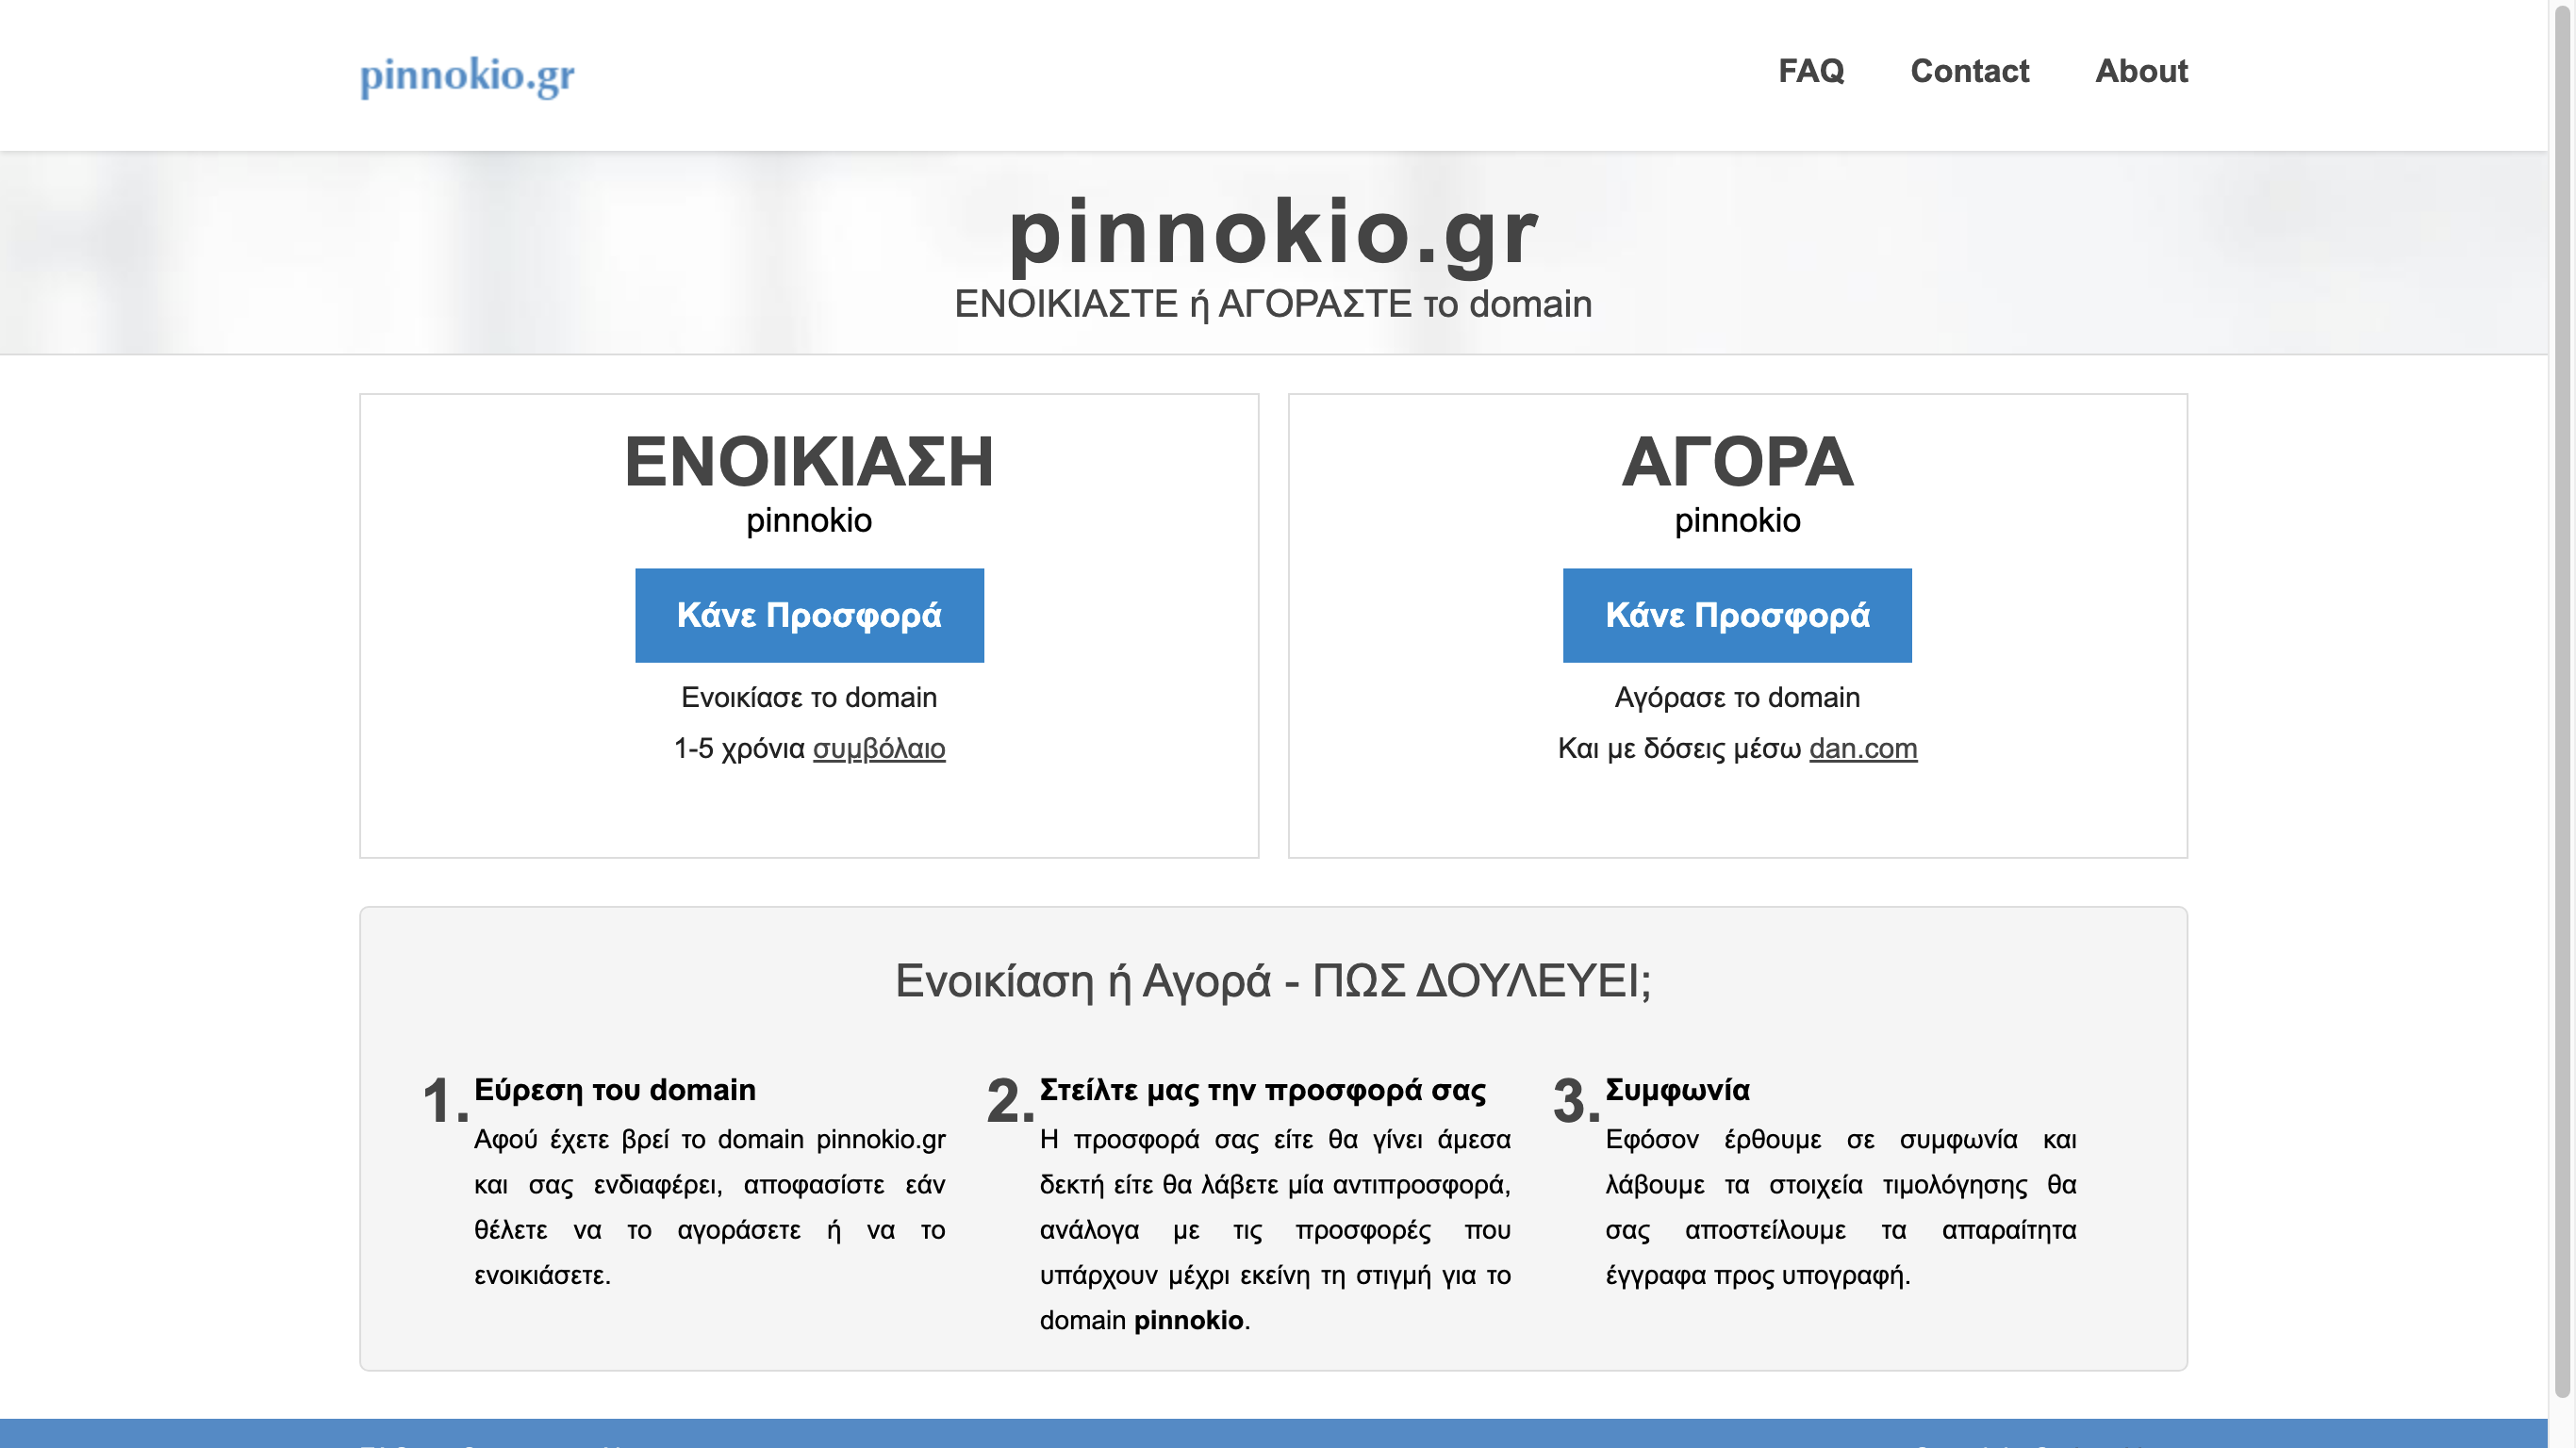 pinnokio.gr
FAQ Contact About
pinnokio.gr
ΕΝΟΙΚΙΑΣΤΕ ή ΑΓΟΡΑΣΤΕ το domain
ΕΝΟΙΚΙΑΣΗ
pinnokio
Κάνε Προσφορά
Ενοικίασε το domain
1-5 χρόνια συμβόλαιο
ΑΓΟΡΑ
pinnokio
Κάνε Προσφορά
Αγόρασε το domain
Και με δόσεις μέσω dan.com
Ενοικίαση ή Αγορά - ΠΩΣ ΔΟΥΛΕΥΕΙ;
1. Εύρεση του domain
Αφού έχετε βρεί το domain pinnokio.gr
και σας ενδιαφέρει, αποφασίστε εάν
θέλετε να το αγοράσετε ή να το
ενοικιάσετε.
2. Στείλτε μας την προσφορά σας
Η προσφορά σας είτε θα γίνει άμεσα
δεκτή είτε θα λάβετε μία αντιπροσφορά,
ανάλογα με τις προσφορές που
υπάρχουν μέχρι εκείνη τη στιγμή για το
domain pinnokio.
3. Συμφωνία
Εφόσον έρθουμε σε συμφωνία και
λάβουμε τα στοιχεία τιμολόγησης θα
σας αποστείλουμε τα απαραίτητα
έγγραφα προς υπογραφή.